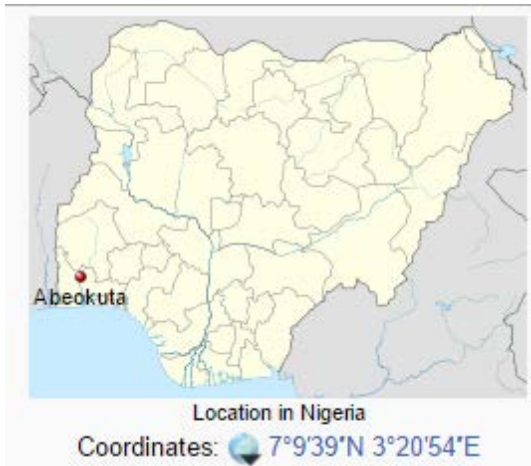 Abeokuta
Location in Nigeria
Coordinates: 7°9′39″N 3°20′54″E